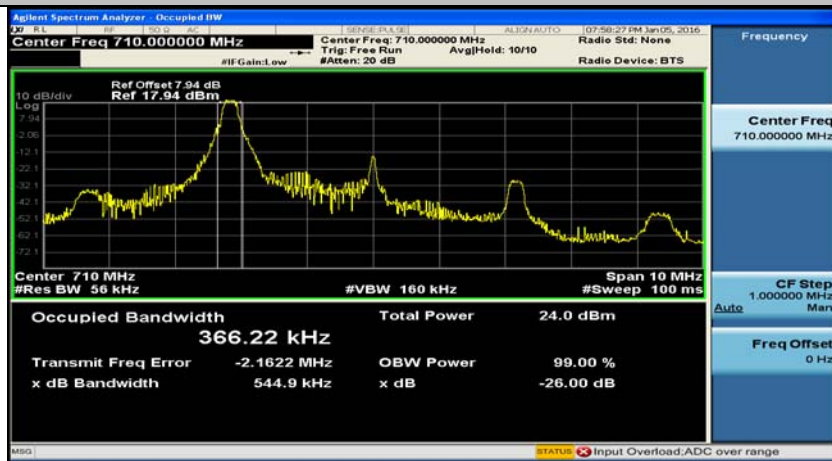 Agilent Spectrum Analyzer - Occupied BW
LXI RL RF 50 Ω AC SENSE:PULSE ALIGN AUTO 07:58:27 PM Jan 05, 2016
Center Freq 710.000000 MHz
Center Freq: 710.000000 MHz
Radio Std: None
Trig: Free Run Avg|Hold: 10/10
#IFGain:Low #Atten: 20 dB Radio Device: BTS
Ref Offset 7.94 dB
10 dB/div Ref 17.94 dBm
Log
7.94
-2.06
-12.1
-22.1
-32.1
-42.1
-52.1
-62.1
-72.1
Center 710 MHz Span 10 MHz
#Res BW 56 kHz #VBW 160 kHz #Sweep 100 ms
Occupied Bandwidth Total Power 24.0 dBm
366.22 kHz
Transmit Freq Error -2.1622 MHz OBW Power 99.00 %
x dB Bandwidth 544.9 kHz x dB -26.00 dB
MSG STATUS Input Overload;ADC over range
Frequency
Center Freq
710.000000 MHz
CF Step
1.000000 MHz
Auto Man
Freq Offset
0 Hz